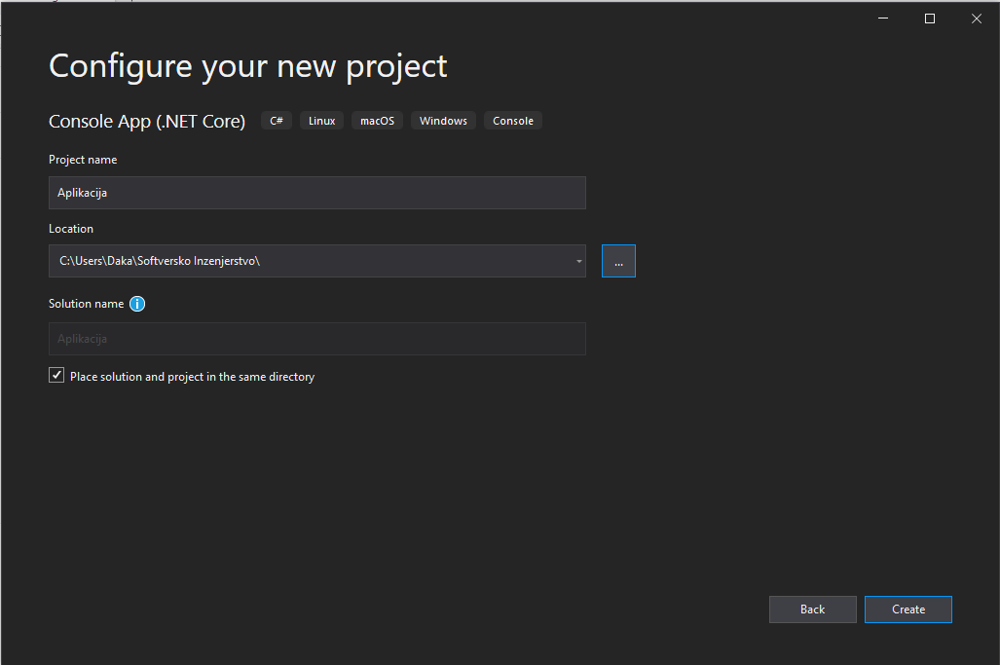 Configure your new project
Console App (.NET Core) C# Linux macOS Windows Console
Project name
Aplikacija
Location
C:\Users\Daka\Softversko Inzenjerstvo\
...
Solution name
Aplikacija
Place solution and project in the same directory
Back Create